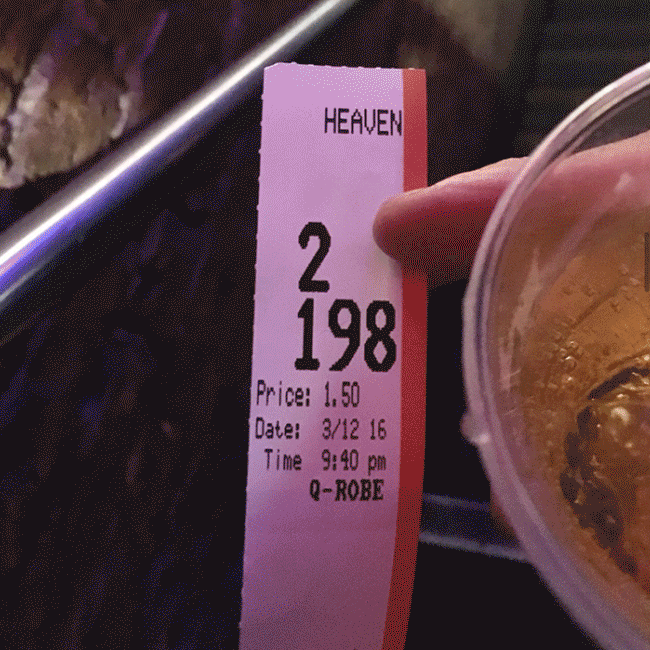 HEAVEN
2
198
Price: 1.50
Date: 3/12 16
Time 9:40 pm
Q-ROBE